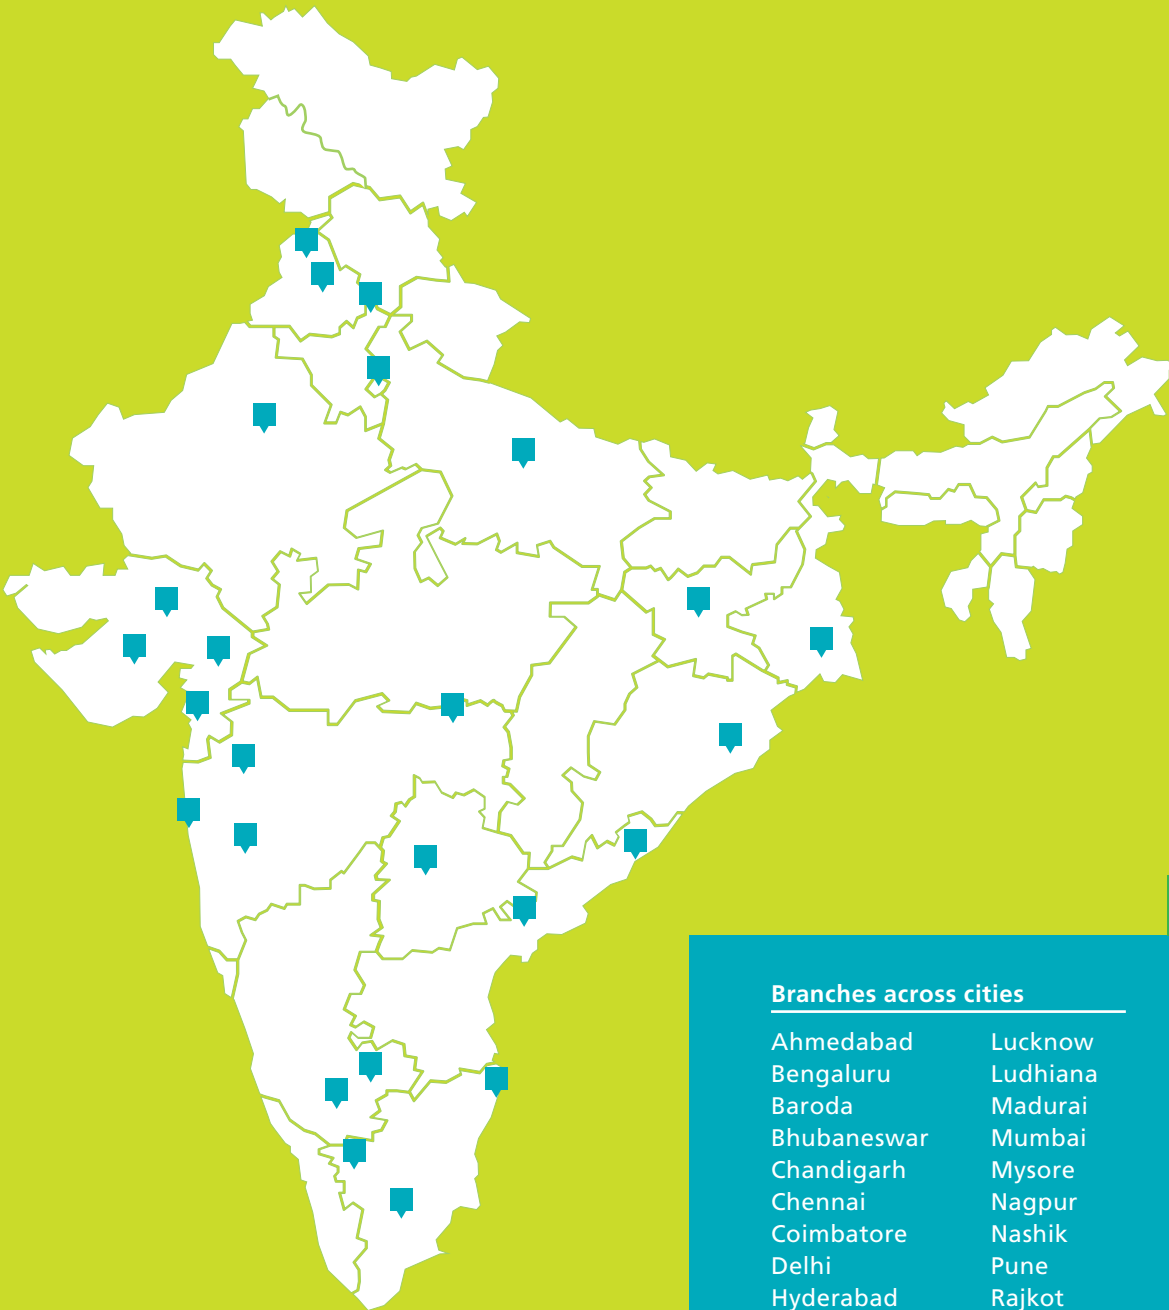 Branches across cities
Ahmedabad
Bengaluru
Baroda
Bhubaneswar
Chandigarh
Chennai
Coimbatore
Delhi
Hyderabad
Lucknow
Ludhiana
Madurai
Mumbai
Mysore
Nagpur
Nashik
Pune
Rajkot